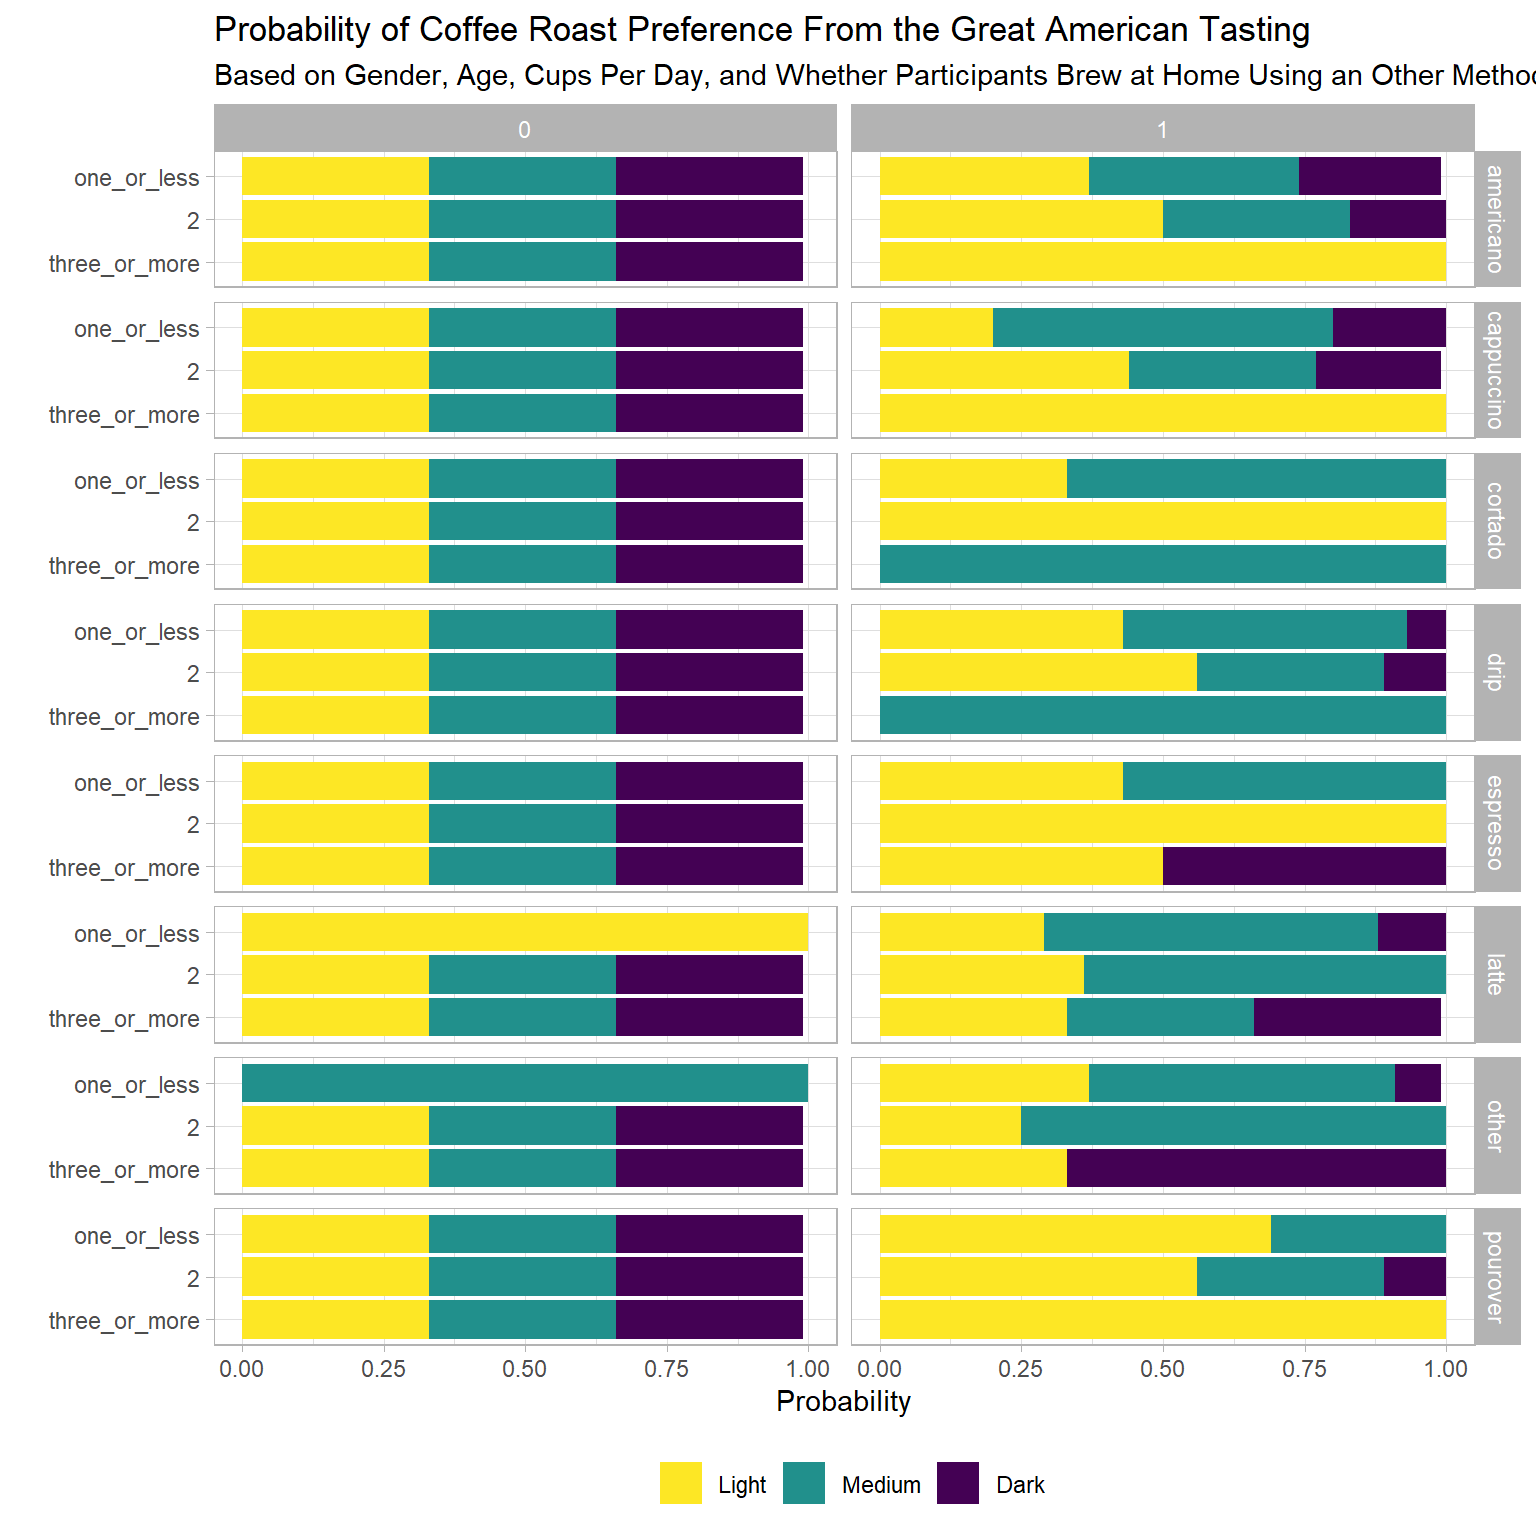 Probability of Coffee Roast Preference From the Great American Tasting
Based on Gender, Age, Cups Per Day, and Whether Participants Brew at Home Using an Other
0
1
one_or_less
2
three_or_more
americano
one_or_less
2
three_or_more
cappuccino
one_or_less
2
three_or_more
cortado
one_or_less
2
three_or_more
drip
one_or_less
2
three_or_more
espresso
one_or_less
2
three_or_more
latte
one_or_less
2
three_or_more
other
one_or_less
2
three_or_more
pourover
0.00 0.25 0.50 0.75 1.00 0.00 0.25 0.50 0.75 1.00
Probability
Light Medium Dark